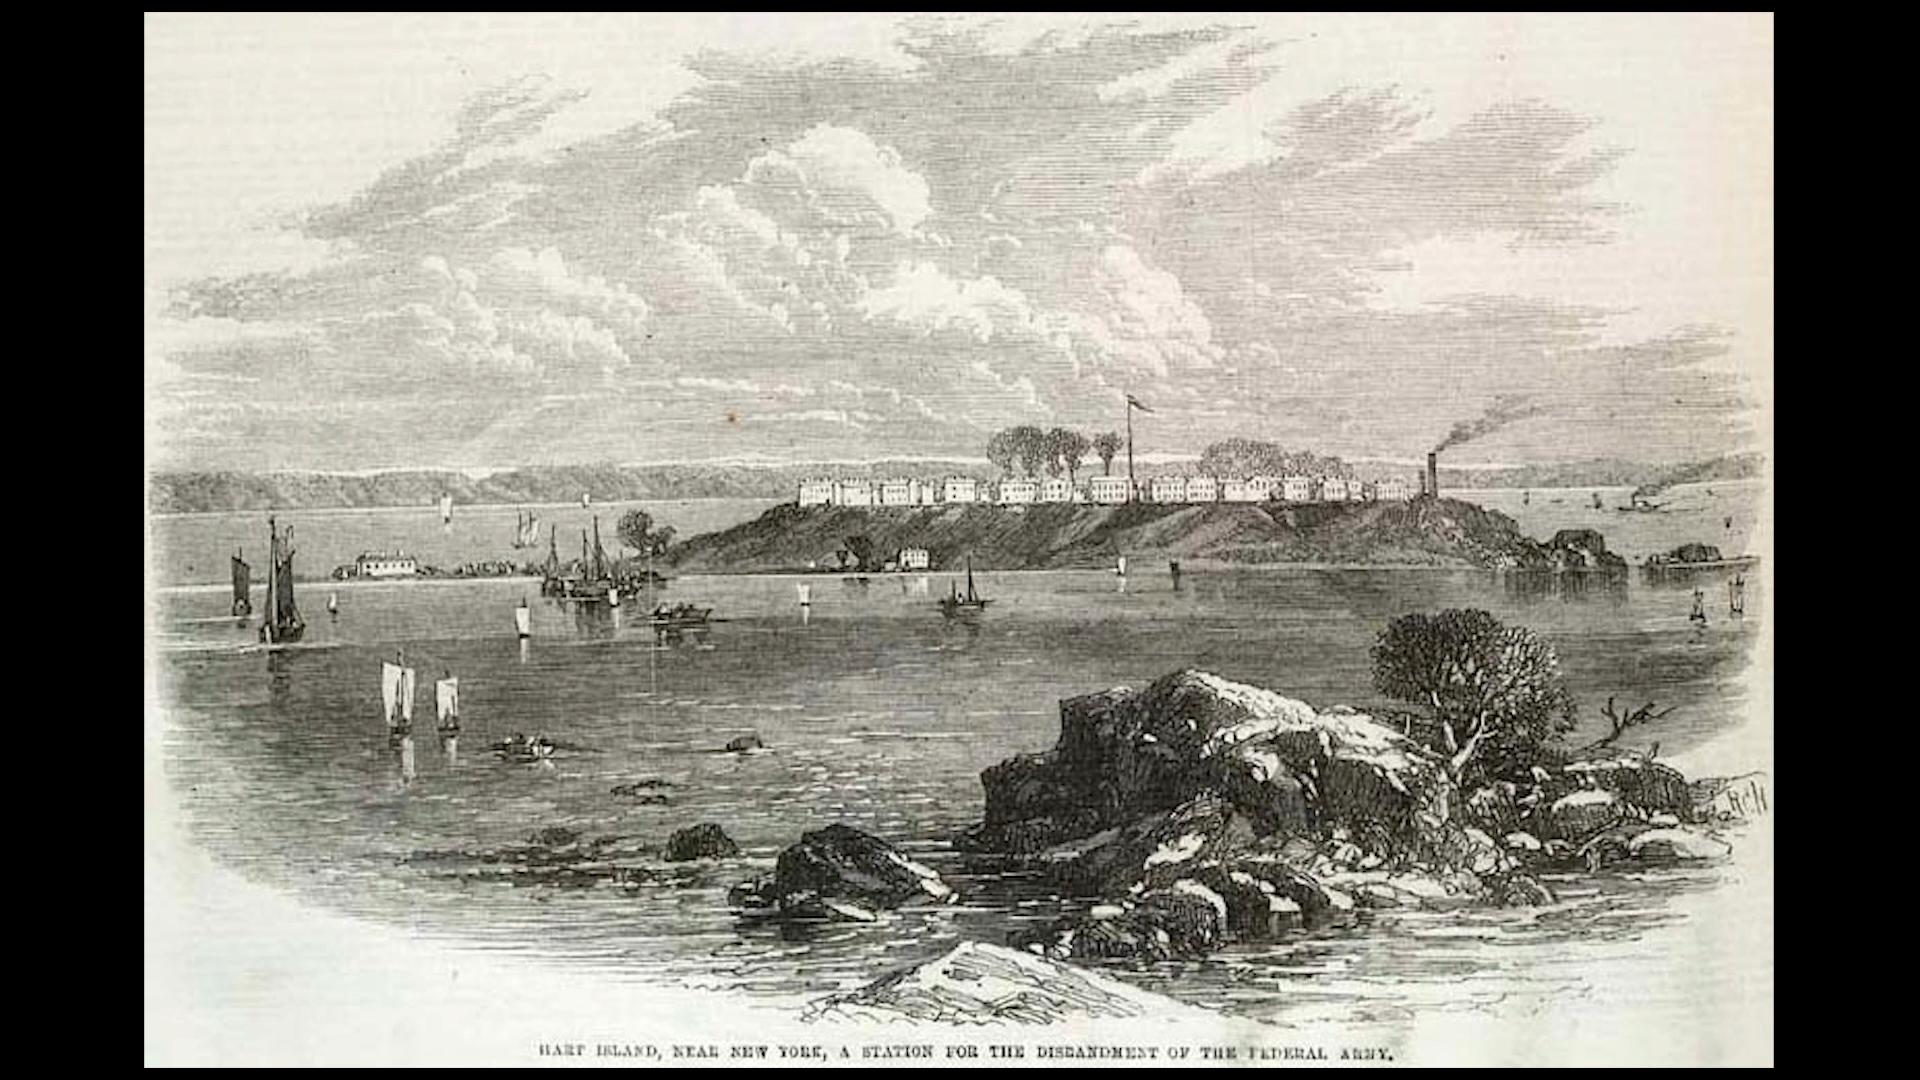 HART ISLAND, NEAR NEW YORK, A STATION FOR THE DISBANDMENT OF THE FEDERAL ARMY.